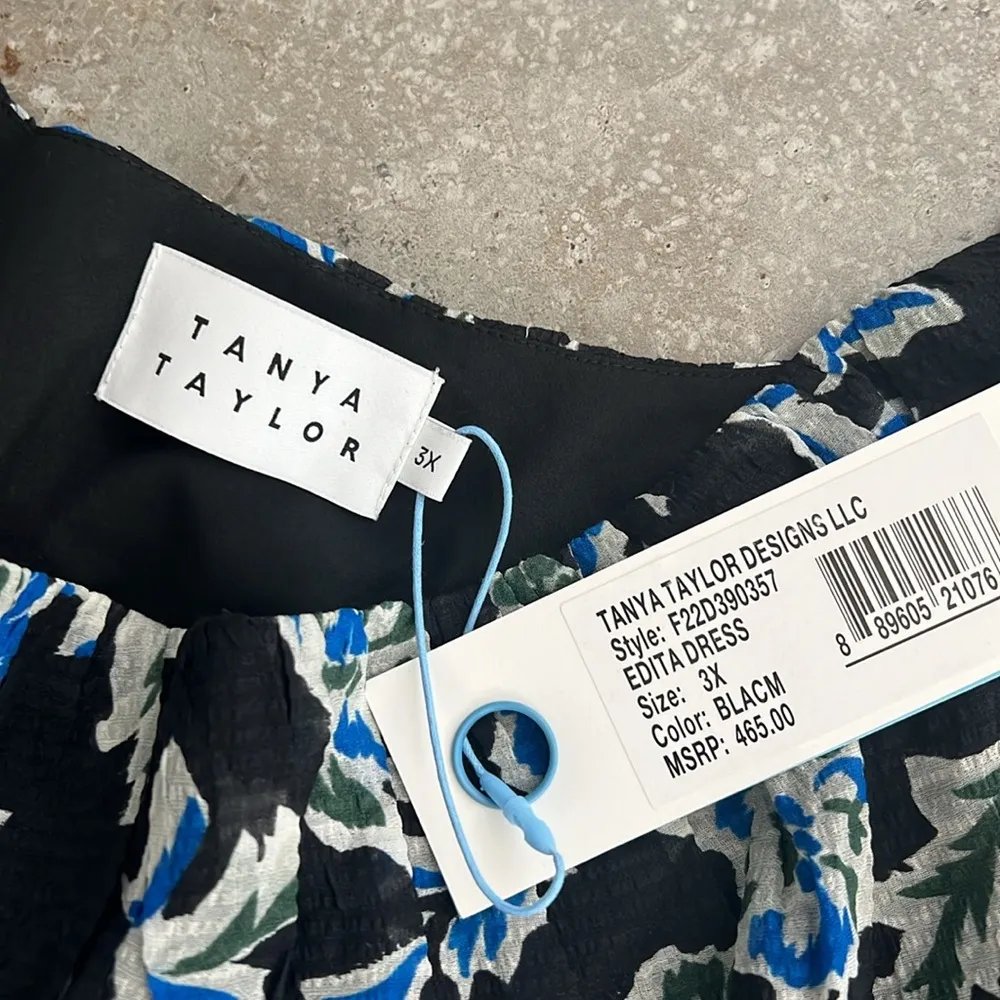 TANYA
TAYLOR
3X
TANYA TAYLOR DESIGNS LLC
Style: F22D390357
EDITA DRESS
Size: 3X
Color: BLACM
MSRP: 465.00
8 89605 21076